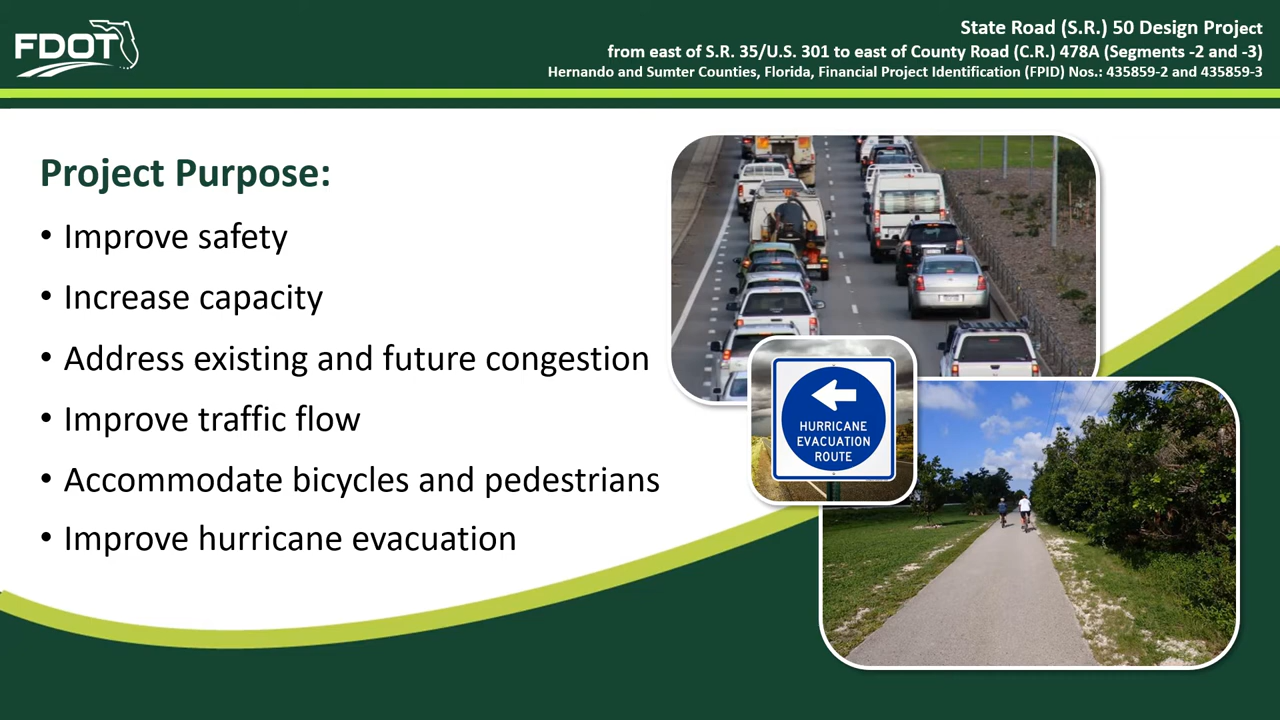 FDOT
State Road (S.R.) 50 Design Project
from east of S.R. 35/U.S. 301 to east of County Road (C.R.) 478A (Segments -2 and -3)
Hernando and Sumter Counties, Florida, Financial Project Identification (FPID) Nos.: 435859-2 and 435859-3
Project Purpose:
• Improve safety
• Increase capacity
• Address existing and future congestion
• Improve traffic flow
• Accommodate bicycles and pedestrians
• Improve hurricane evacuation
HURRICANE
EVACUATION
ROUTE